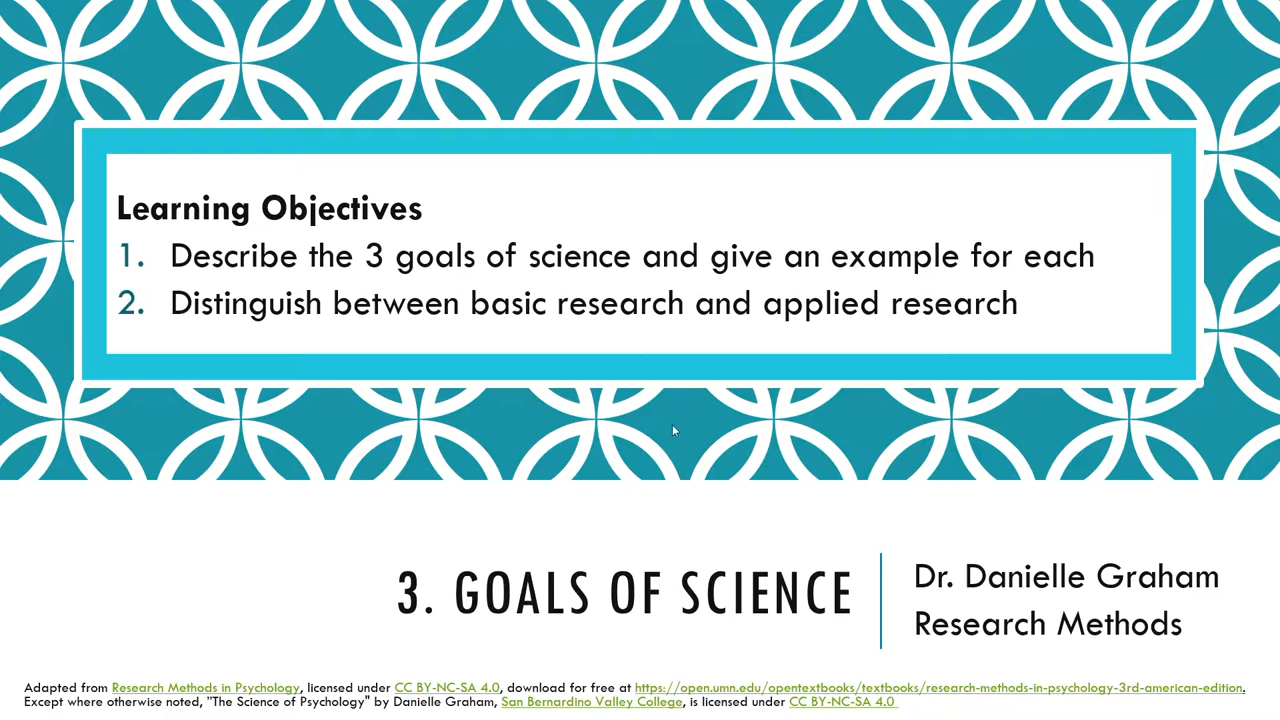 Learning Objectives
1. Describe the 3 goals of science and give an example for each
2. Distinguish between basic research and applied research
3. GOALS OF SCIENCE
Dr. Danielle Graham
Research Methods
Adapted from Research Methods in Psychology, licensed under CC BY-NC-SA 4.0, download for free at https://open.umn.edu/opentextbooks/textbooks/research-methods-in-psychology-3rd-american-edition.
Except where otherwise noted, "The Science of Psychology" by Danielle Graham, San Bernardino Valley College, is licensed under CC BY-NC-SA 4.0